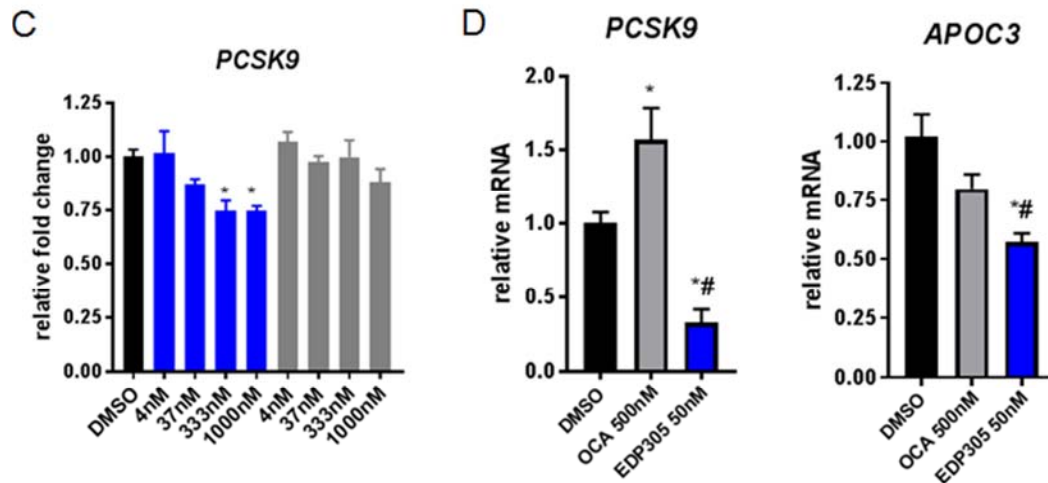 C
PCSK9
relative fold change
1.25
1.00
0.75
0.50
0.25
0.00
* *
DMSO
4nM
37nM
333nM
1000nM
4nM
37nM
333nM
1000nM
D
PCSK9
relative mRNA
2.0
1.5
1.0
0.5
0.0
*
*#
DMSO
OCA 500nM
EDP305 50nM
APOC3
relative mRNA
1.25
1.00
0.75
0.50
0.25
0.00
*#
DMSO
OCA 500nM
EDP305 50nM